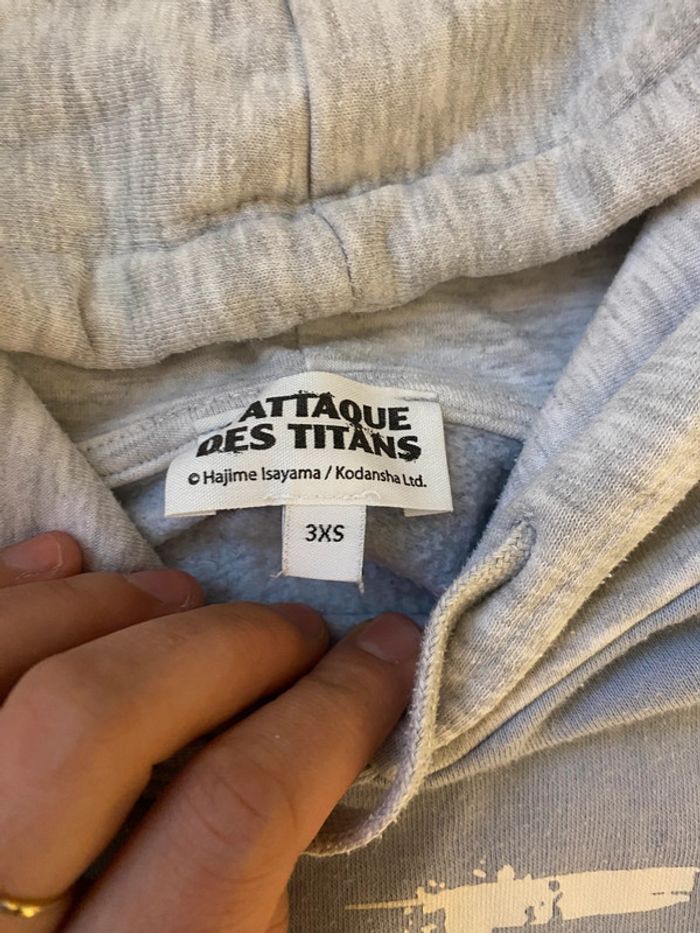 ATTAQUE
DES TITANS
© Hajime Isayama / Kodansha Ltd.
3XS